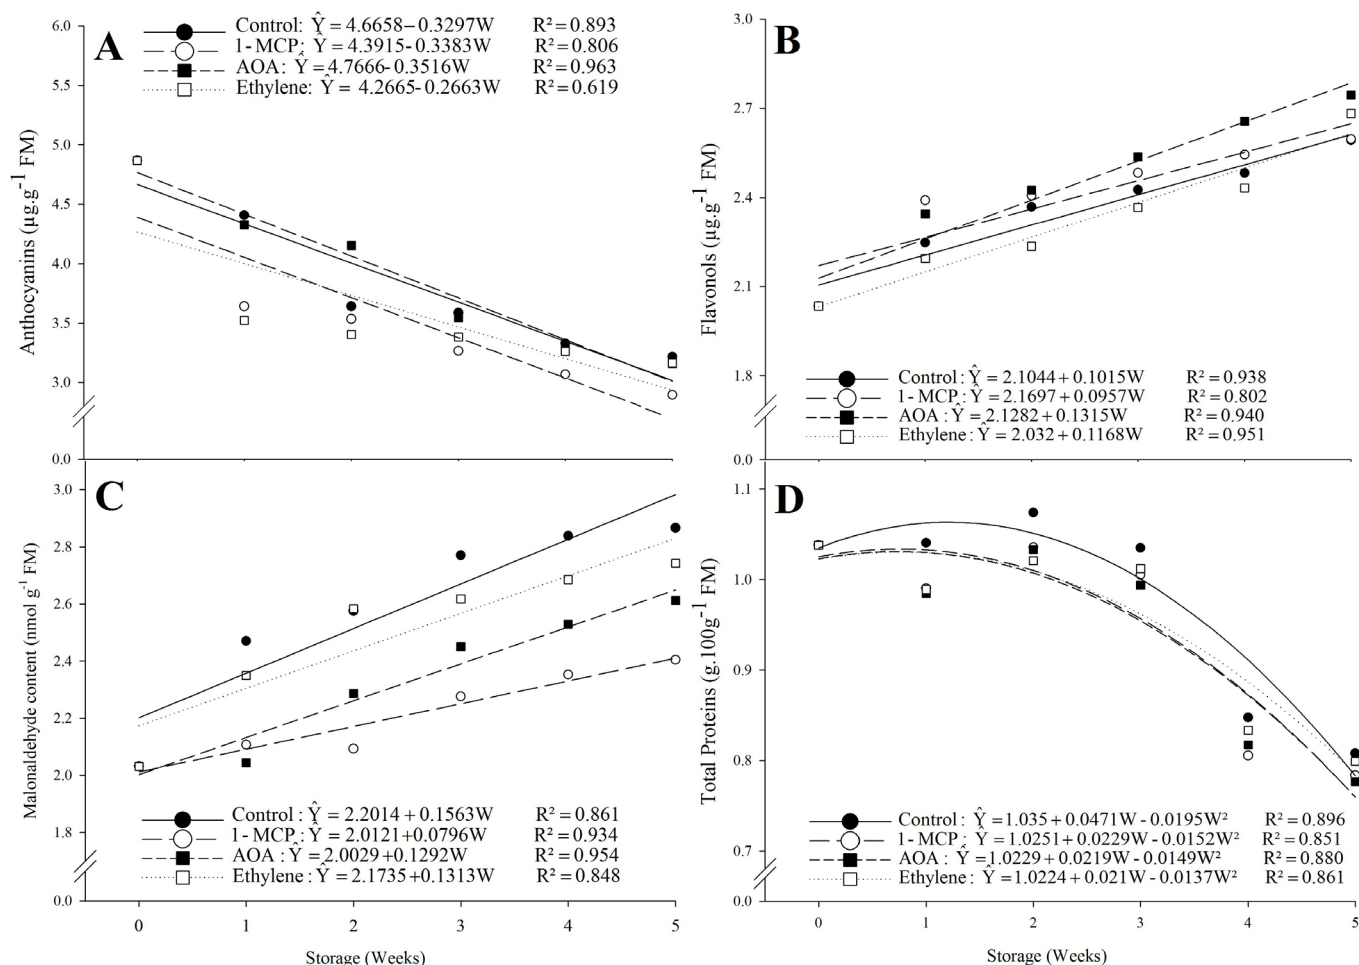 A
Control: Ŷ = 4.6658−0.3297W R² = 0.893
1-MCP: Ŷ = 4.3915-0.3383W R² = 0.806
AOA: Ŷ = 4.7666-0.3516W R² = 0.963
Ethylene: Ŷ = 4.2665-0.2663W R² = 0.619
6.0
5.5
5.0
4.5
4.0
3.5
3.0
0.0
Anthocyanins (µg.g⁻¹ FM)
B
3.0
2.7
2.4
2.1
1.8
0.0
Flavonols (µg.g⁻¹ FM)
Control: Ŷ = 2.1044 + 0.1015W R² = 0.938
1-MCP: Ŷ = 2.1697 + 0.0957W R² = 0.802
AOA: Ŷ = 2.1282 + 0.1315W R² = 0.940
Ethylene: Ŷ = 2.032 + 0.1168W R² = 0.951
C
3.0
2.8
2.6
2.4
2.2
2.0
1.8
0.0
Malonaldehyde content (nmol g⁻¹ FM)
Control: Ŷ = 2.2014 + 0.1563W R² = 0.861
1-MCP: Ŷ = 2.0121+0.0796W R² = 0.934
AOA: Ŷ = 2.0029+0.1292W R² = 0.954
Ethylene: Ŷ = 2.1735+0.1313W R² = 0.848
0 1 2 3 4 5
Storage (Weeks)
D
1.1
1.0
0.9
0.8
0.7
0.0
Total Proteins (g.100g⁻¹ FM)
Control: Ŷ = 1.035 + 0.0471W - 0.0195W² R² = 0.896
1-MCP: Ŷ = 1.0251 + 0.0229W - 0.0152W² R² = 0.851
AOA: Ŷ = 1.0229 + 0.0219W - 0.0149W² R² = 0.880
Ethylene: Ŷ = 1.0224 + 0.021W - 0.0137W² R² = 0.861
0 1 2 3 4 5
Storage (Weeks)